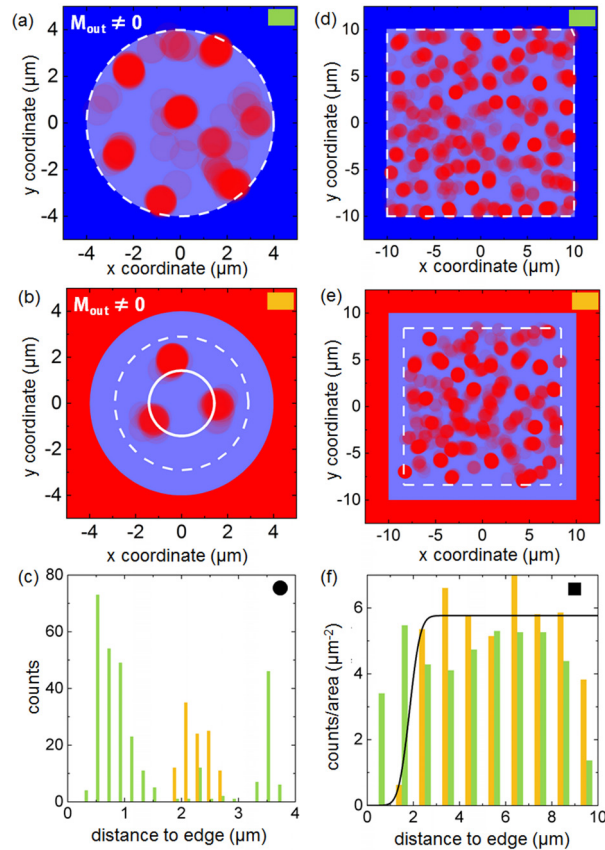 (a)
M_out ≠ 0
4
2
0
-2
-4
y coordinate (μm)
-4 -2 0 2 4
x coordinate (μm)
(d)
10
5
0
-5
-10
y coordinate (μm)
-10 -5 0 5 10
x coordinate (μm)
(b)
M_out ≠ 0
4
2
0
-2
-4
y coordinate (μm)
-4 -2 0 2 4
x coordinate (μm)
(e)
10
5
0
-5
-10
y coordinate (μm)
-10 -5 0 5 10
x coordinate (μm)
(c)
80
60
40
20
0
counts
0 1 2 3 4
distance to edge (μm)
(f)
6
4
2
0
counts/area (μm⁻²)
0 2 4 6 8 10
distance to edge (μm)